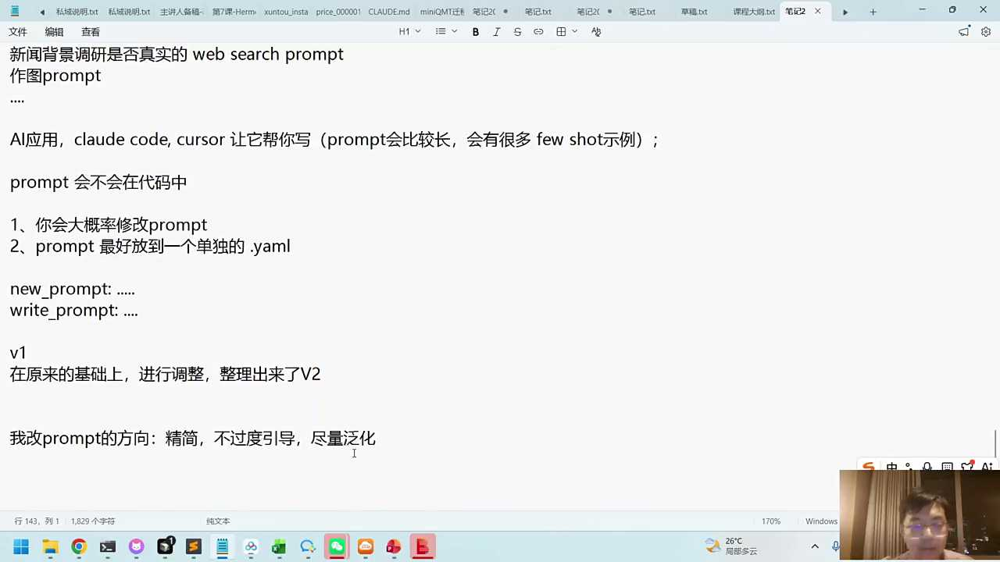 私域说明.txt 私域说明.txt 主讲人备稿- 第7课-Herm xuntou_insta price_000001 CLAUDE.md miniQMT迁移 笔记20 笔记.txt 笔记20 笔记.txt 草稿.txt 课程大纲.txt 笔记2
文件 编辑 查看 H1
新闻背景调研是否真实的 web search prompt
作图prompt
....
AI应用，claude code, cursor 让它帮你写（prompt会比较长，会有很多 few shot示例）；
prompt 会不会在代码中
1、你会大概率修改prompt
2、prompt 最好放到一个单独的 .yaml
new_prompt: .....
write_prompt: ....
v1
在原来的基础上，进行调整，整理出来了V2
我改prompt的方向：精简，不过度引导，尽量泛化
中
行 143，列 1 1,829 个字符 纯文本 170% Windows
26°C
局部多云